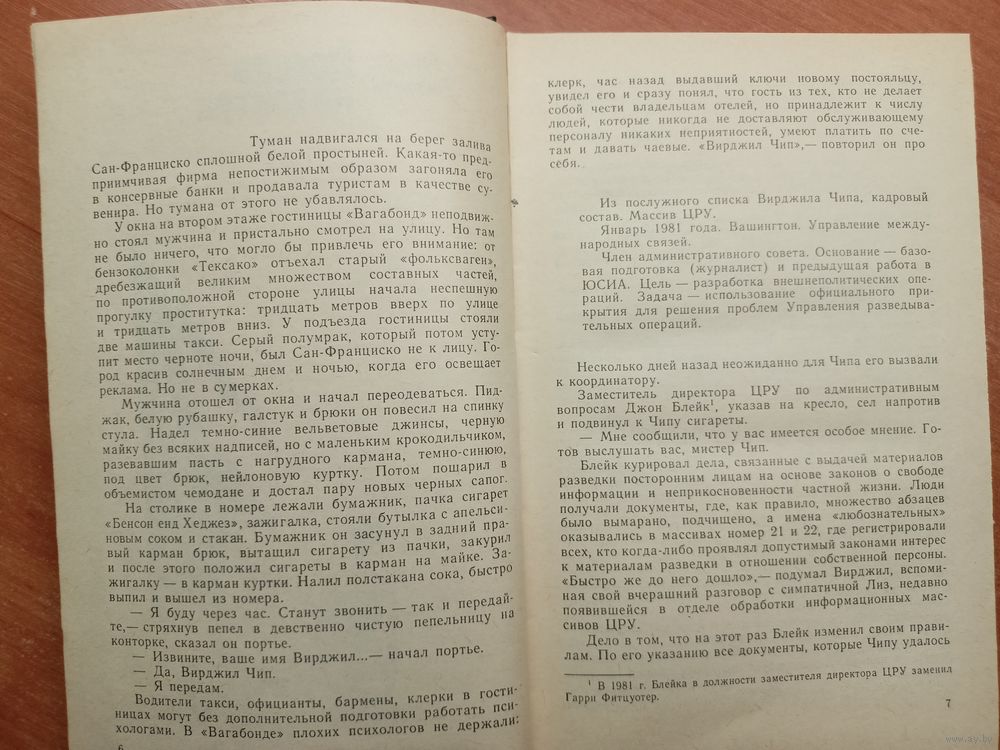 Туман надвигался на берег залива
Сан-Франциско сплошной белой простыней. Какая-то пред-
приимчивая фирма непостижимым образом загоняла его
в консервные банки и продавала туристам в качестве су-
венира. Но тумана от этого не убавлялось.
У окна на втором этаже гостиницы «Вагабонд» неподвиж-
но стоял мужчина и пристально смотрел на улицу. Но там
не было ничего, что могло бы привлечь его внимание: от
бензоколонки «Тексако» отъехал старый «фольксваген»,
дребезжащий великим множеством составных частей,
по противоположной стороне улицы начала неспешную
прогулку проститутка: тридцать метров вверх по улице
и тридцать метров вниз. У подъезда гостиницы стояли
две машины такси. Серый полумрак, который потом усту-
пит место черноте ночи, был Сан-Франциско не к лицу. Го-
род красив солнечным днем и ночью, когда его освещает
реклама. Но не в сумерках.
Мужчина отошел от окна и начал переодеваться. Пид-
жак, белую рубашку, галстук и брюки он повесил на спинку
стула. Надел темно-синие вельветовые джинсы, черную
майку без всяких надписей, но с маленьким крокодильчиком,
разевавшим пасть с нагрудного кармана, темно-синюю,
под цвет брюк, нейлоновую куртку. Потом пошарил в
объемистом чемодане и достал пару новых черных сапог.
На столике в номере лежали бумажник, пачка сигарет
«Бенсон енд Хеджез», зажигалка, стояли бутылка с апельси-
новым соком и стакан. Бумажник он засунул в задний пра-
вый карман брюк, вытащил сигарету из пачки, закурил
и после этого положил сигареты в карман на майке. За-
жигалку — в карман куртки. Налил полстакана сока, быстро
выпил и вышел из номера.
— Я буду через час. Станут звонить — так и передай-
те,— стряхнув пепел в девственно чистую пепельницу на
конторке, сказал он портье.
— Извините, ваше имя Вирджил...— начал портье.
— Да, Вирджил Чип.
— Я передам.
Водители такси, официанты, бармены, клерки в гости-
ницах могут без дополнительной подготовки работать пси-
хологами. В «Вагабонде» плохих психологов не держали:
6
клерк, час назад выдавший ключи новому постояльцу,
увидел его и сразу понял, что гость из тех, кто не делает
собой чести владельцам отелей, но принадлежит к числу
людей, которые никогда не доставляют обслуживающему
персоналу никаких неприятностей, умеют платить по сче-
там и давать чаевые. «Вирджил Чип»,— повторил он про
себя.
Из послужного списка Вирджила Чипа, кадровый
состав. Массив ЦРУ.
Январь 1981 года. Вашингтон. Управление между-
народных связей.
Член административного совета. Основание — базо-
вая подготовка (журналист) и предыдущая работа в
ЮСИА. Цель — разработка внешнеполитических опе-
раций. Задача — использование официального при-
крытия для решения проблем Управления разведыва-
тельных операций.
Несколько дней назад неожиданно для Чипа его вызвали
к координатору.
Заместитель директора ЦРУ по административным
вопросам Джон Блейк¹, указав на кресло, сел напротив
и подвинул к Чипу сигареты.
— Мне сообщили, что у вас имеется особое мнение. Го-
тов выслушать вас, мистер Чип.
Блейк курировал дела, связанные с выдачей материалов
разведки посторонним лицам на основе законов о свободе
информации и неприкосновенности частной жизни. Люди
получали документы, где, как правило, множество абзацев
было вымарано, подчищено, а имена «любознательных»
оказывались в массивах номер 21 и 22, где регистрировали
всех, кто когда-либо проявлял допустимый законами интерес
к материалам разведки в отношении собственной персоны.
«Быстро же до него дошло»,— подумал Вирджил, вспоми-
ная свой вчерашний разговор с симпатичной Лиз, недавно
появившейся в отделе обработки информационных мас-
сивов ЦРУ.
Дело в том, что на этот раз Блейк изменил своим прави-
лам. По его указанию все документы, которые Чипу удалось
¹ В 1981 г. Блейка в должности заместителя директора ЦРУ заменил
Гарри Фитцуотер.
7
www.ay.by